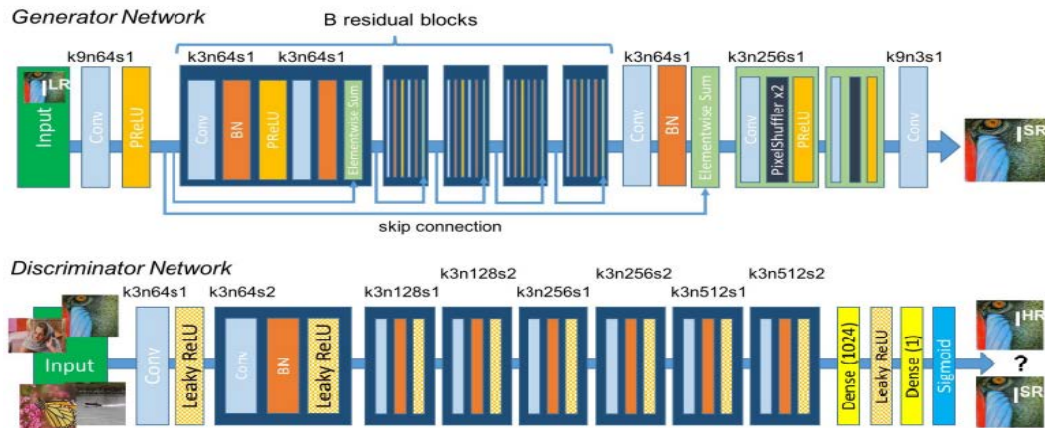 Generator Network
B residual blocks
k9n64s1
k3n64s1
k3n64s1
k3n64s1
k3n256s1
k9n3s1
I^LR
Input
Conv
PReLU
Conv
BN
PReLU
Elementwise Sum
Conv
BN
Elementwise Sum
Conv
PixelShuffler x2
PReLU
Conv
I^SR
skip connection
Discriminator Network
k3n128s2
k3n256s2
k3n512s2
k3n64s1
k3n64s2
k3n128s1
k3n256s1
k3n512s1
Input
Conv
Leaky ReLU
Conv
BN
Leaky ReLU
Dense (1024)
Leaky ReLU
Dense (1)
Sigmoid
I^HR
?
I^SR